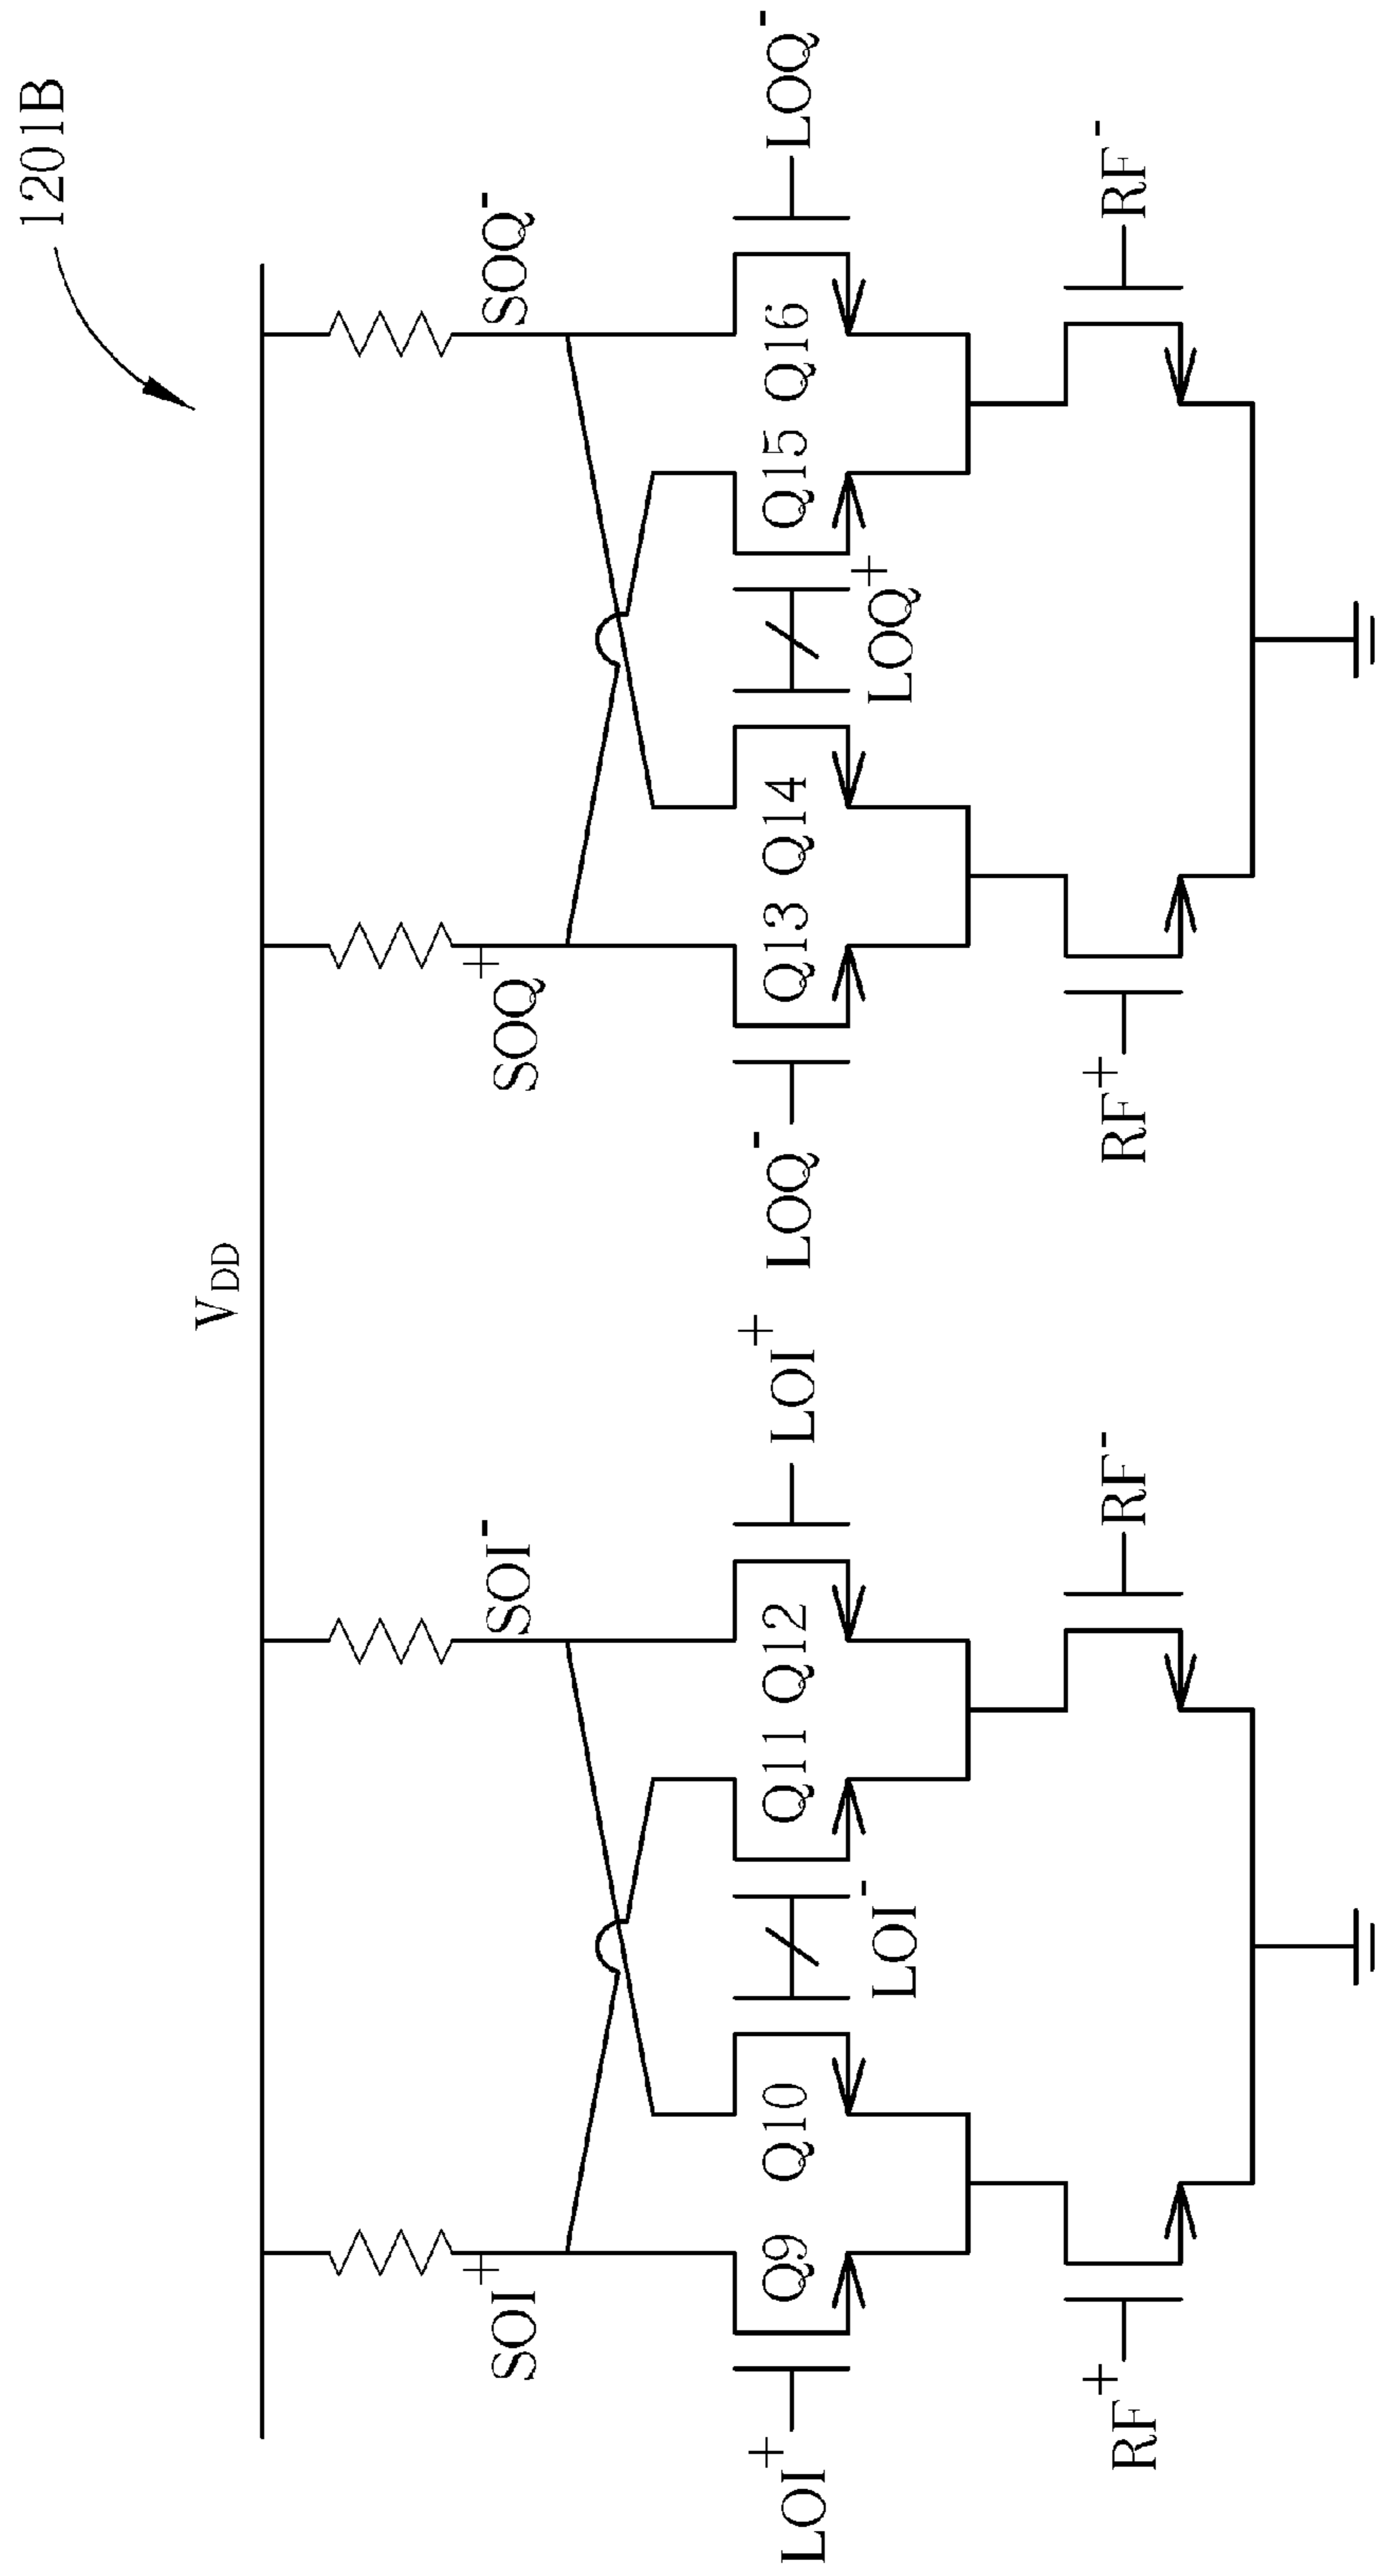 1201B
V_DD
SOI⁺
SOI⁻
SOQ⁺
SOQ⁻
LOI⁺
Q9
Q10
Q11
Q12
LOI⁺
LOQ⁻
Q13
Q14
Q15
Q16
LOQ⁻
LOI⁻
LOQ⁺
RF⁺
RF⁻
RF⁺
RF⁻